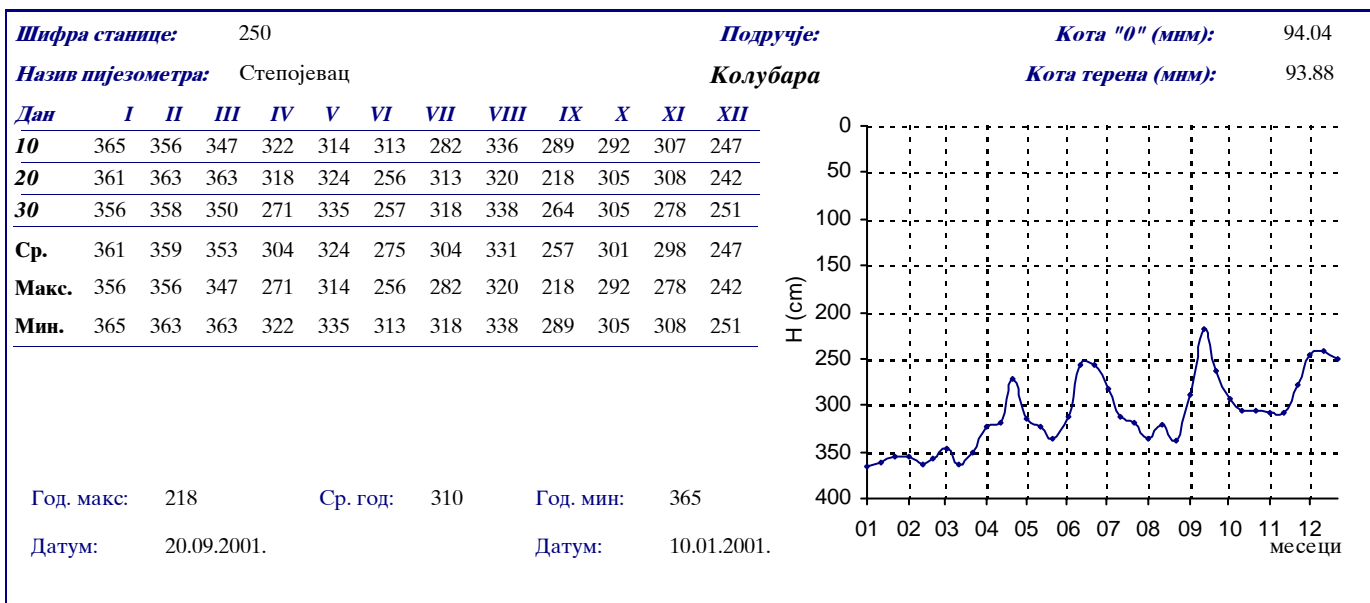 Шифра станице: 250 Подручје: Кота "0" (мнм): 94.04
Назив пијезометра: Степојевац Колубара Кота терена (мнм): 93.88
Дан I II III IV V VI VII VIII IX X XI XII
10 365 356 347 322 314 313 282 336 289 292 307 247
20 361 363 363 318 324 256 313 320 218 305 308 242
30 356 358 350 271 335 257 318 338 264 305 278 251
Ср. 361 359 353 304 324 275 304 331 257 301 298 247
Макс. 356 356 347 271 314 256 282 320 218 292 278 242
Мин. 365 363 363 322 335 313 318 338 289 305 308 251
Год. макс: 218 Ср. год: 310 Год. мин: 365
Датум: 20.09.2001. Датум: 10.01.2001.
H (cm)
0
50
100
150
200
250
300
350
400
01 02 03 04 05 06 07 08 09 10 11 12
месеци